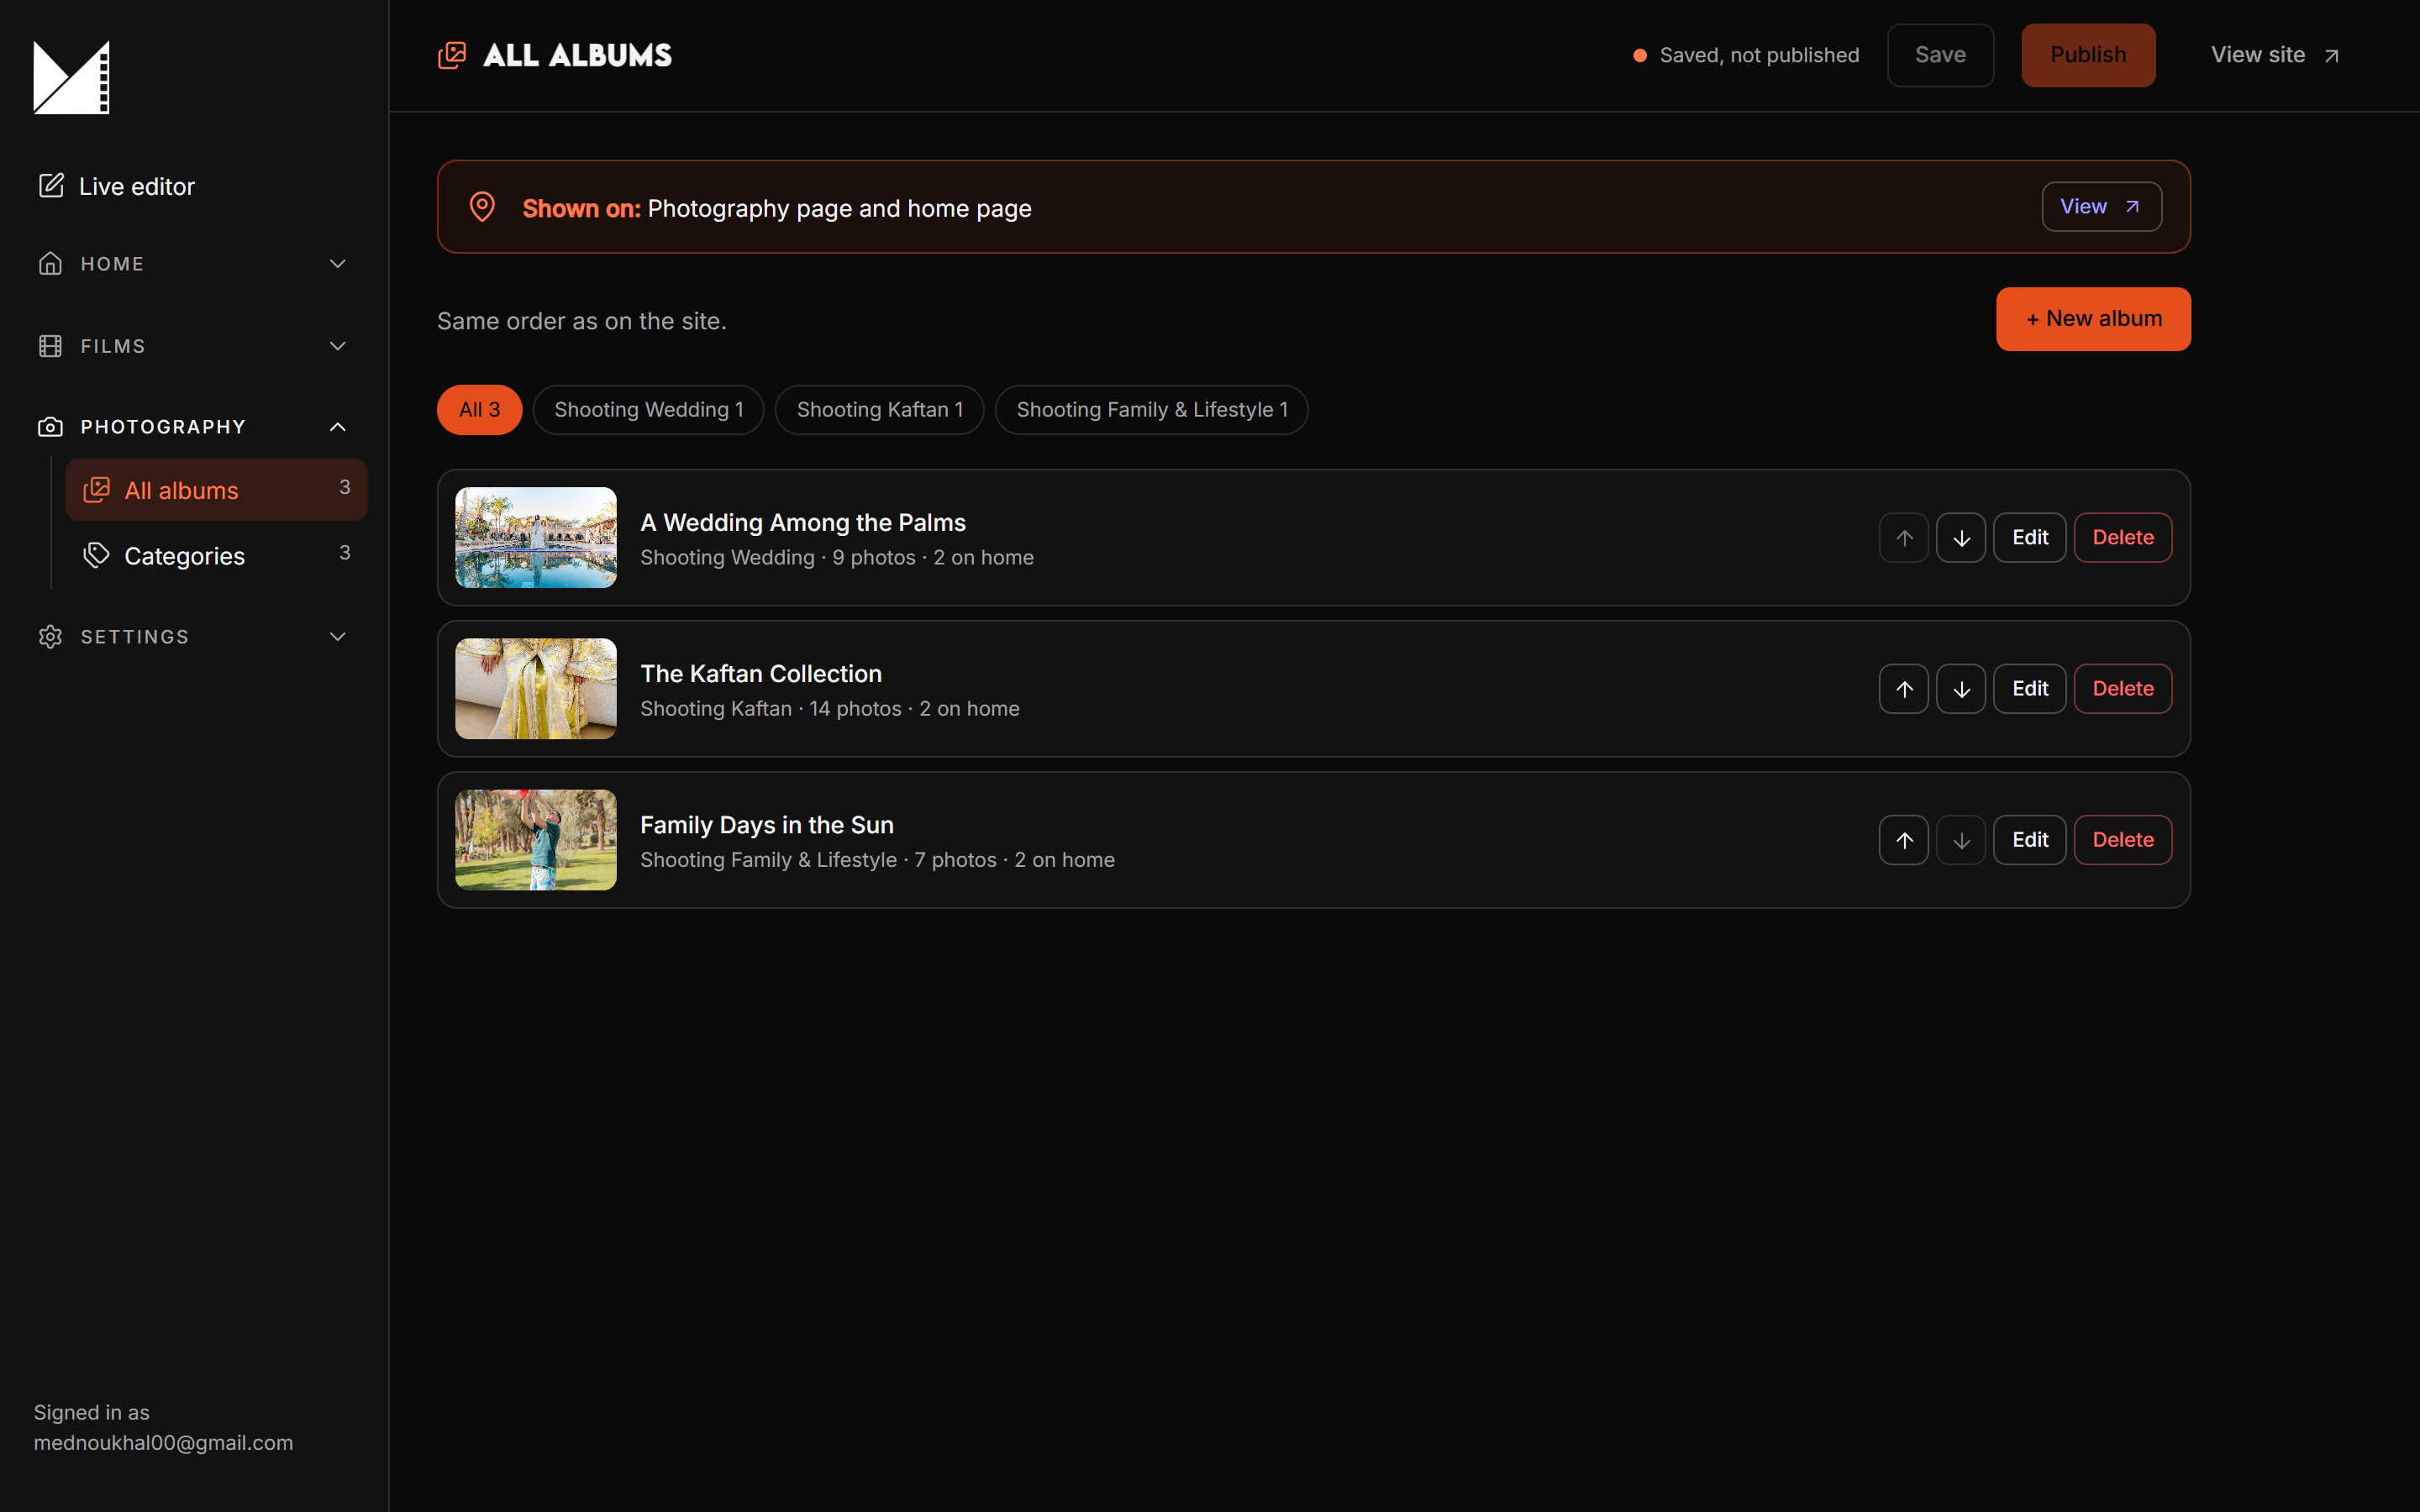 ALL ALBUMS
Saved, not published
Save
Publish
View site
Live editor
HOME
FILMS
PHOTOGRAPHY
All albums 3
Categories 3
SETTINGS
Signed in as
mednoukhal00@gmail.com
Shown on: Photography page and home page
View
Same order as on the site.
+ New album
All 3
Shooting Wedding 1
Shooting Kaftan 1
Shooting Family & Lifestyle 1
A Wedding Among the Palms
Shooting Wedding · 9 photos · 2 on home
Edit
Delete
The Kaftan Collection
Shooting Kaftan · 14 photos · 2 on home
Edit
Delete
Family Days in the Sun
Shooting Family & Lifestyle · 7 photos · 2 on home
Edit
Delete